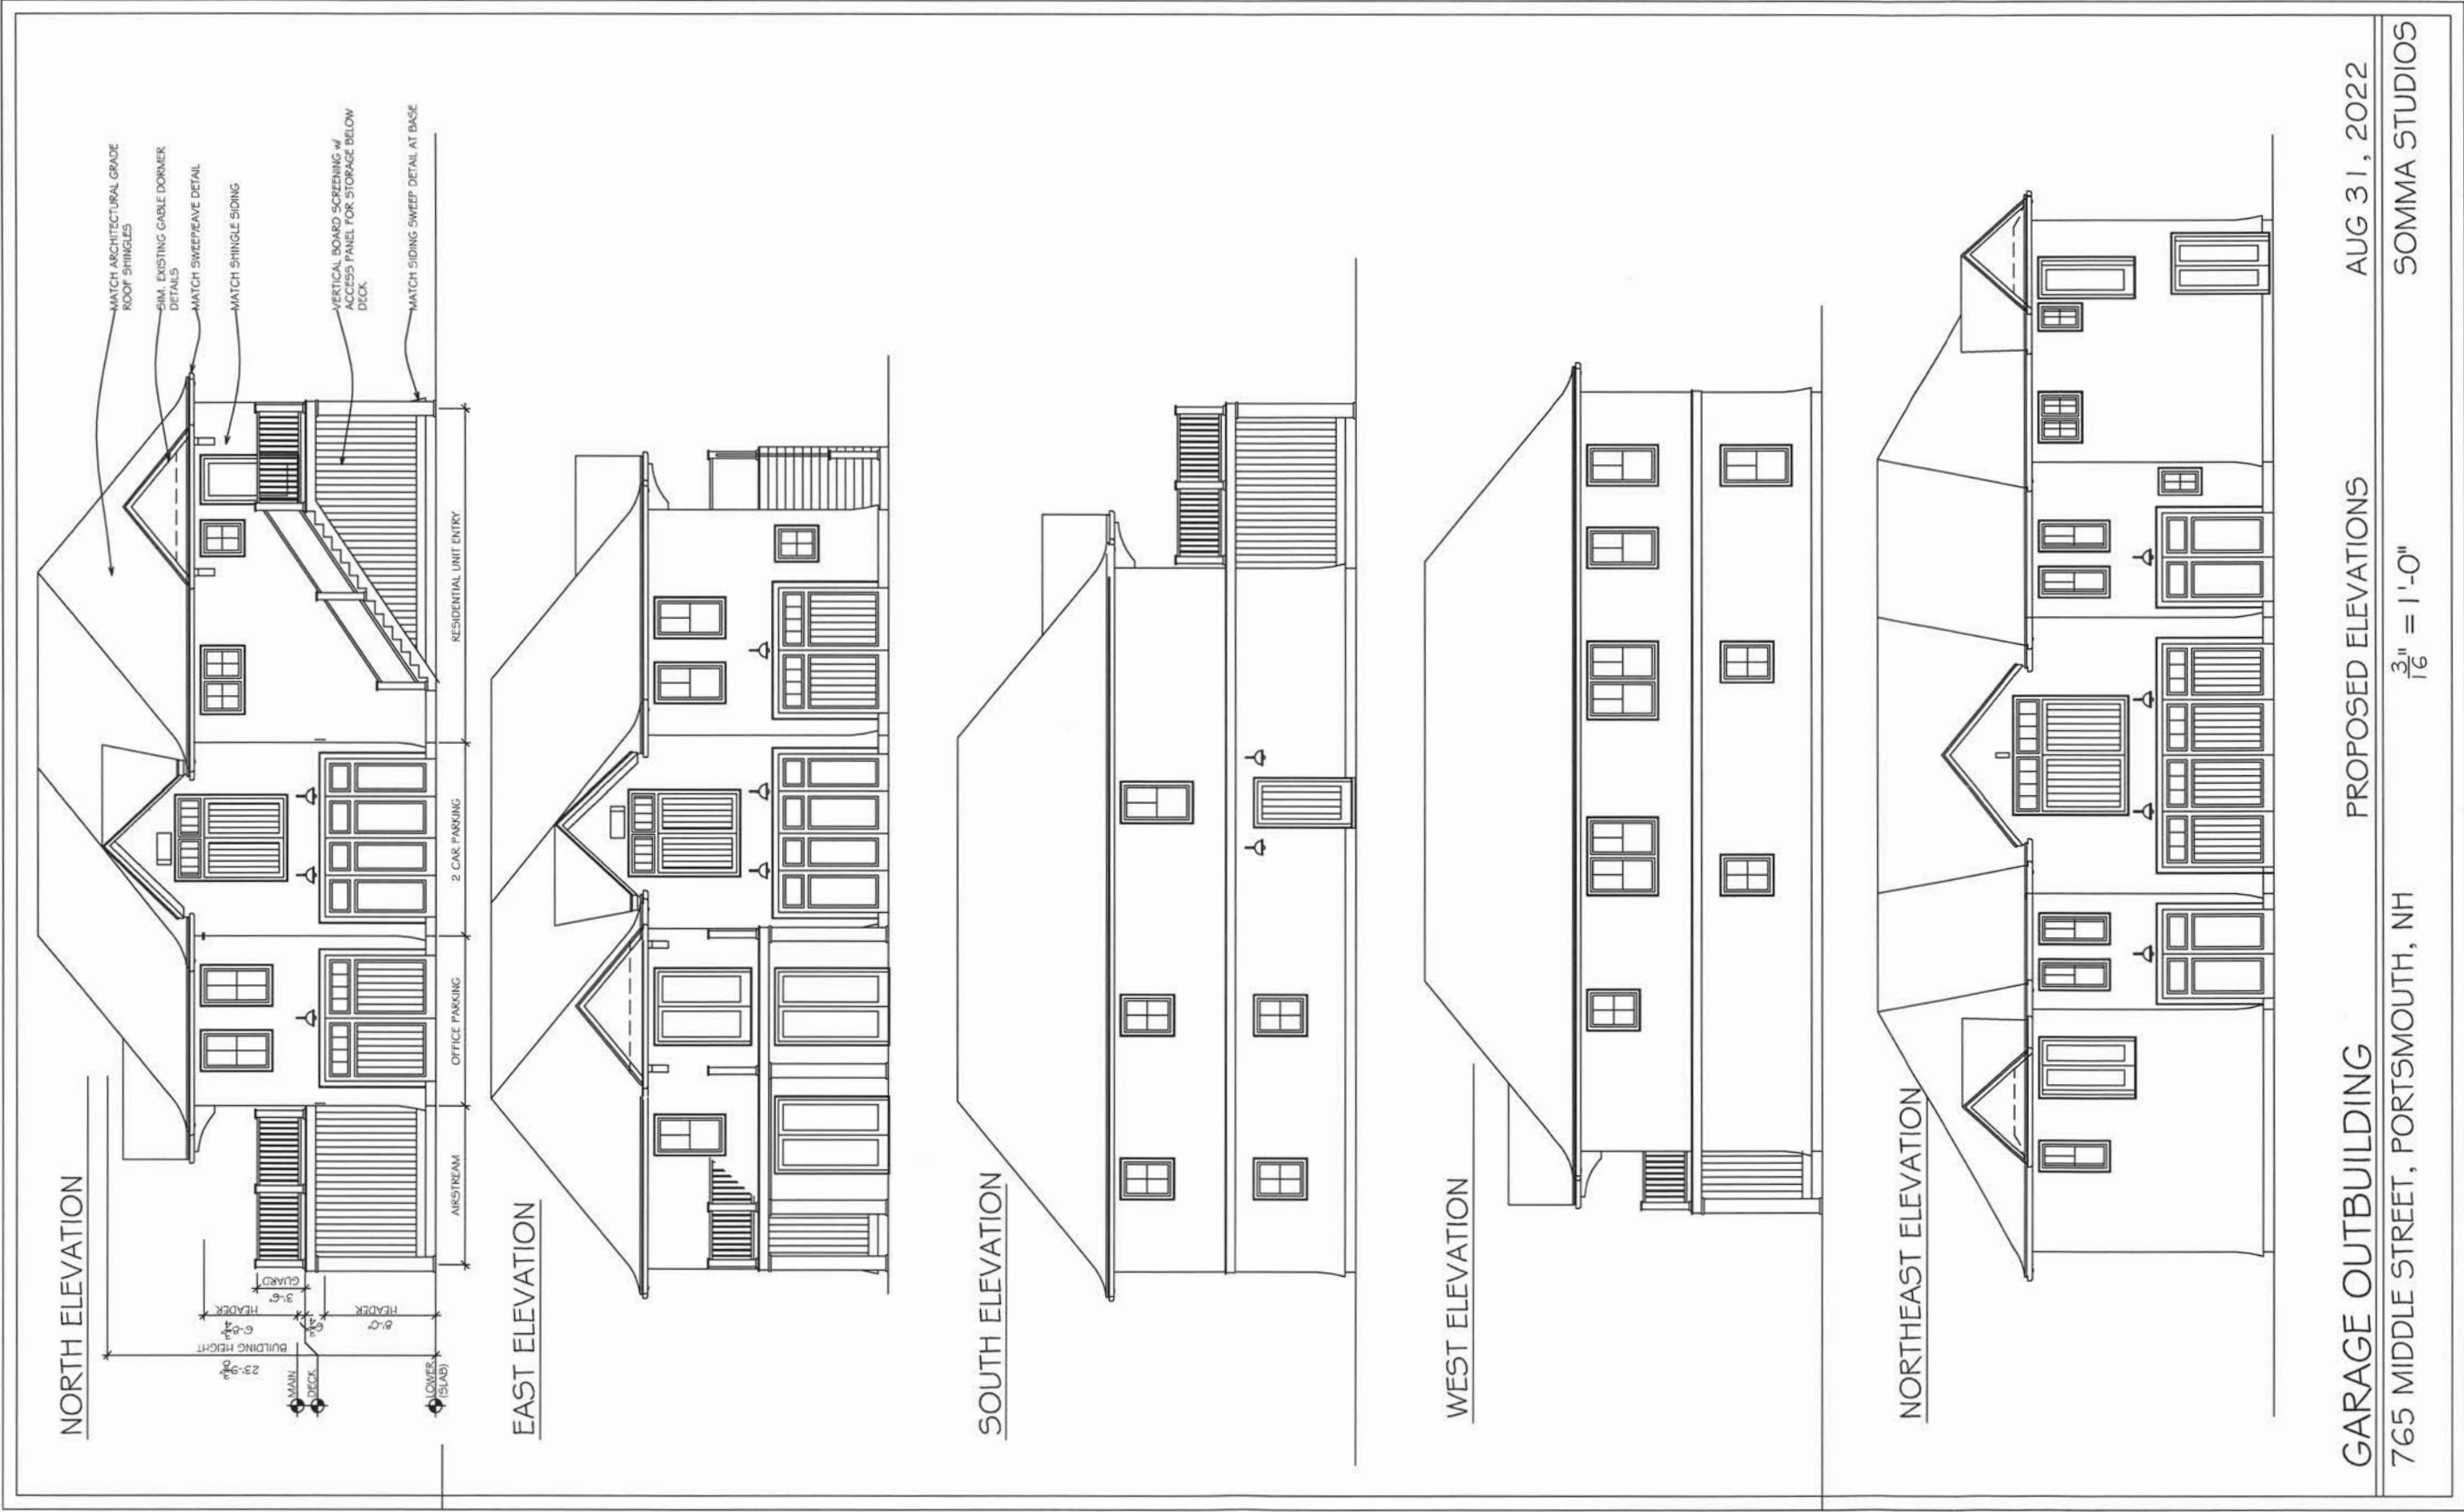 NORTH ELEVATION
MATCH ARCHITECTURAL GRADE
ROOF SHINGLES
SIM. EXISTING GABLE DORMER
DETAILS
MATCH SWEEP/EAVE DETAIL
MATCH SHINGLE SIDING
VERTICAL BOARD SCREENING W/
ACCESS PANEL FOR STORAGE BELOW
DECK
MATCH SIDING SWEEP DETAIL AT BASE
BUILDING HEIGHT
6'-8 3/4"
HEADER
3'-6"
GUARD
8'-0"
HEADER
MAIN
DECK
LOWER
(SLAB)
AIRSTREAM
OFFICE PARKING
2 CAR PARKING
RESIDENTIAL UNIT ENTRY
EAST ELEVATION
SOUTH ELEVATION
WEST ELEVATION
NORTHEAST ELEVATION
GARAGE OUTBUILDING
PROPOSED ELEVATIONS
AUG 31, 2022
765 MIDDLE STREET, PORTSMOUTH, NH
3/16" = 1'-0"
SOMMA STUDIOS